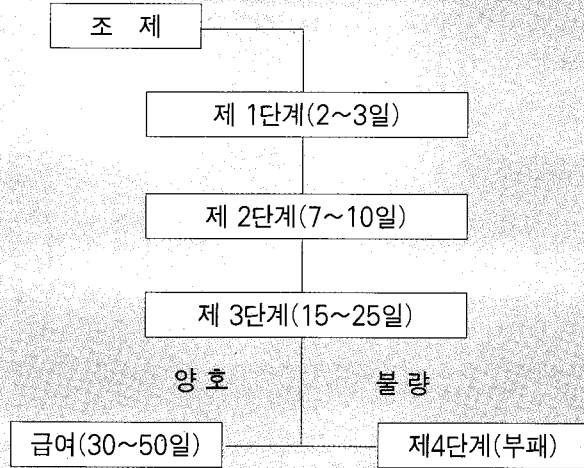 조 제
제 1단계(2~3일)
제 2단계(7~10일)
제 3단계(15~25일)
양 호
불 량
급여(30~50일)
제4단계(부패)